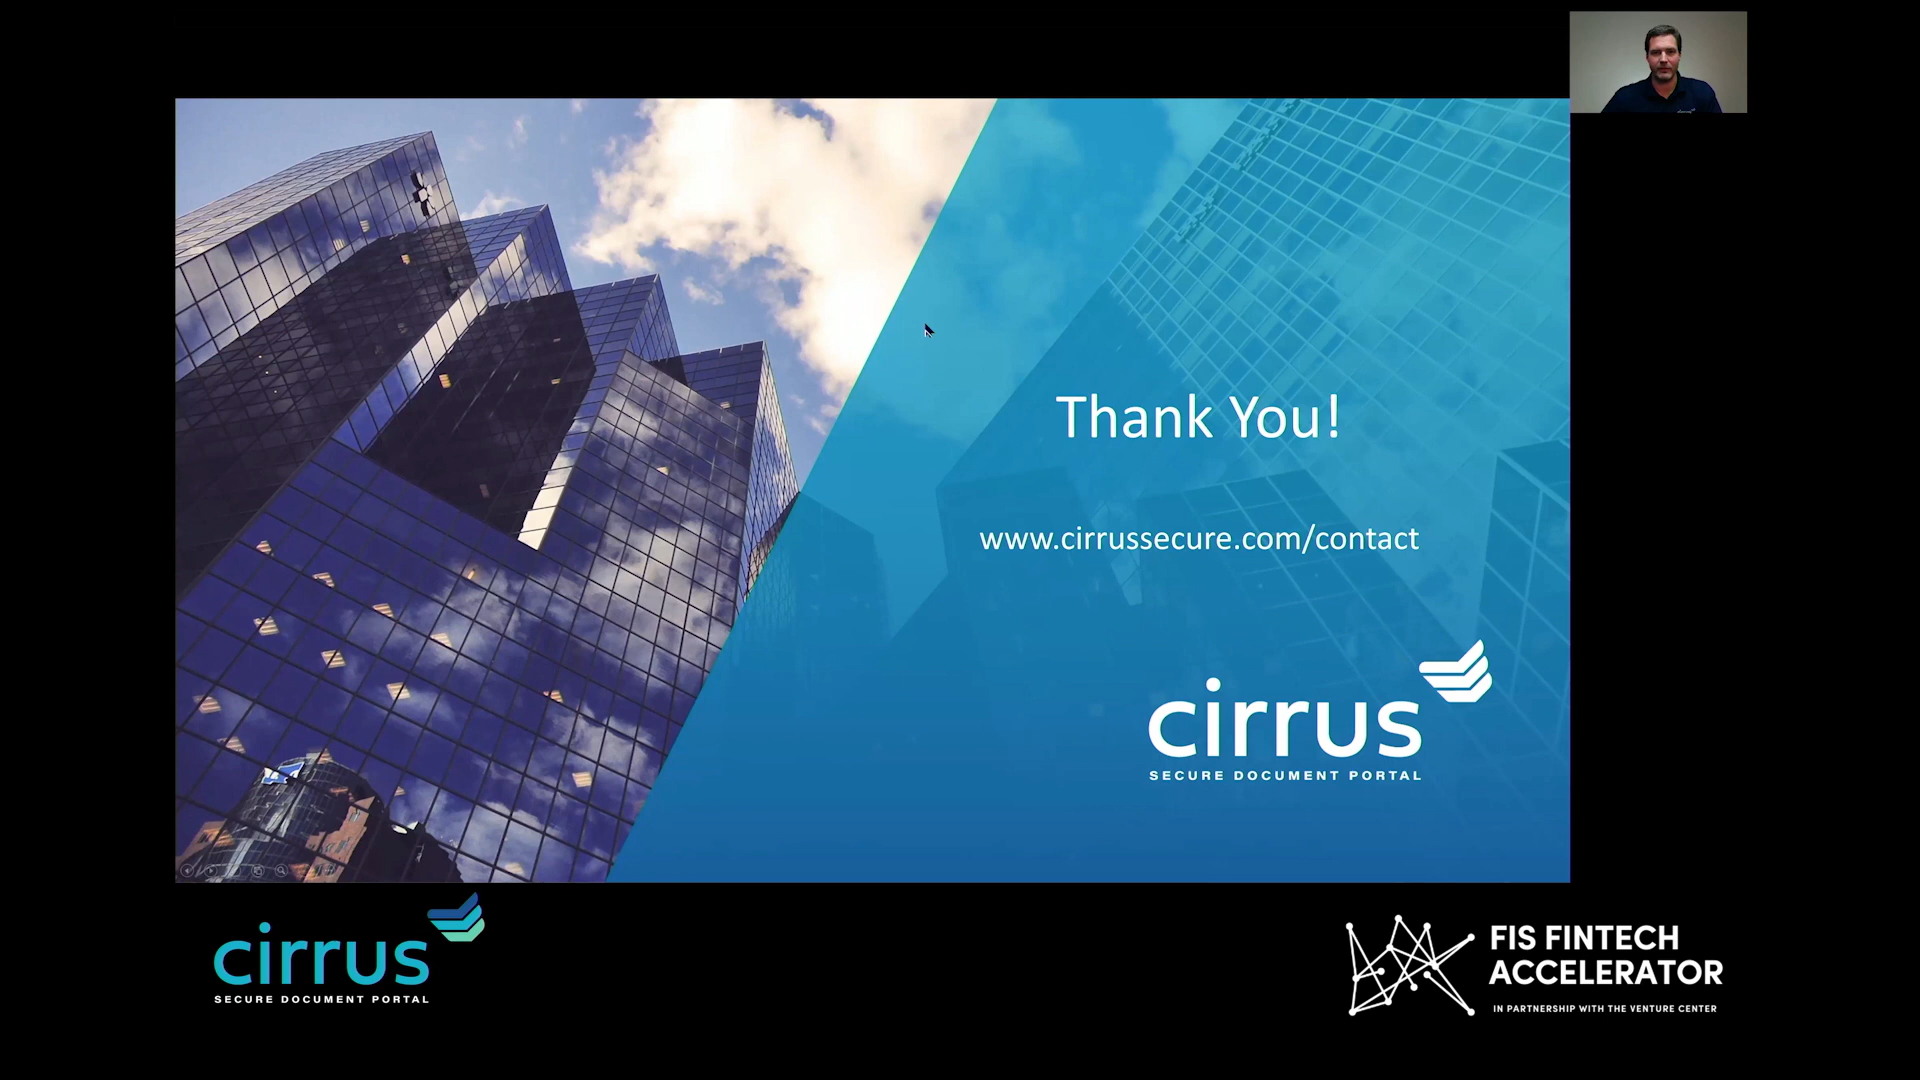 Thank You!
www.cirrussecure.com/contact
cirrus
SECURE DOCUMENT PORTAL
cirrus
SECURE DOCUMENT PORTAL
FIS FINTECH
ACCELERATOR
IN PARTNERSHIP WITH THE VENTURE CENTER